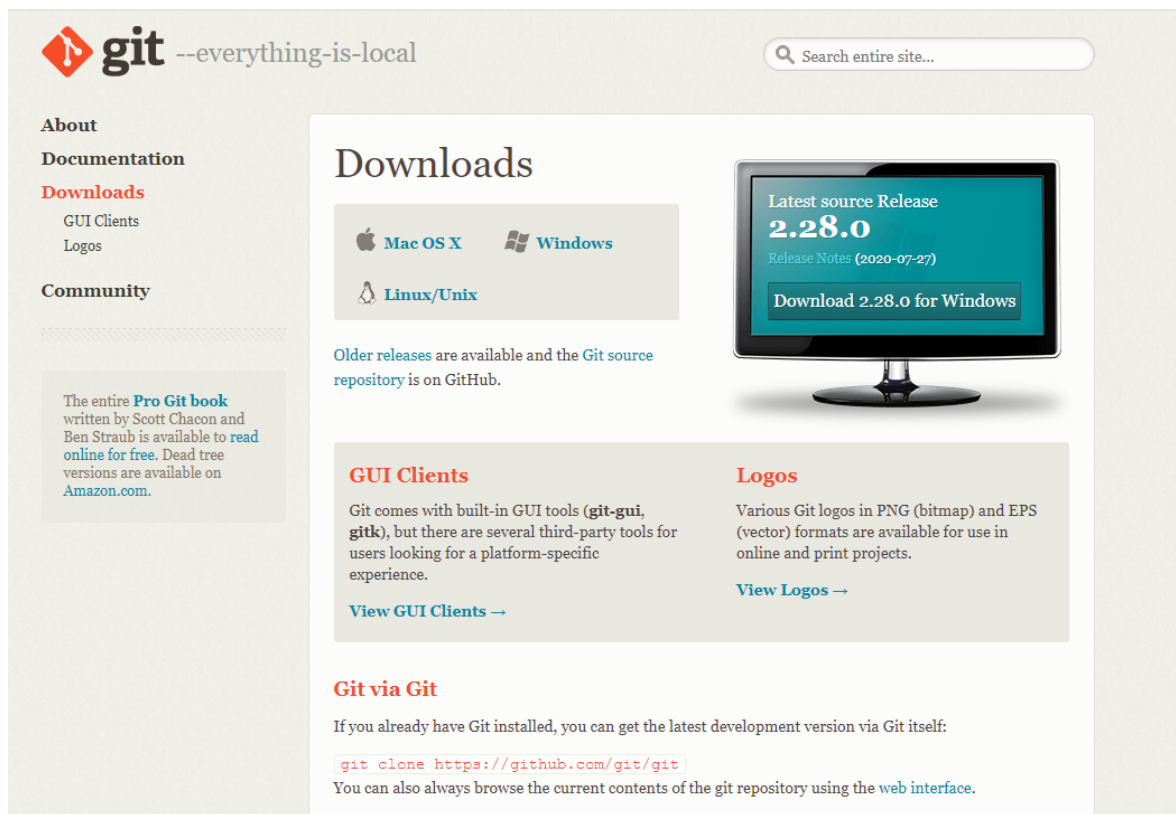 git --everything-is-local
Search entire site...
About
Documentation
Downloads
GUI Clients
Logos
Community
The entire Pro Git book
written by Scott Chacon and
Ben Straub is available to read
online for free. Dead tree
versions are available on
Amazon.com.
Downloads
Mac OS X
Windows
Linux/Unix
Older releases are available and the Git source
repository is on GitHub.
Latest source Release
2.28.0
Release Notes (2020-07-27)
Download 2.28.0 for Windows
GUI Clients
Git comes with built-in GUI tools (git-gui,
gitk), but there are several third-party tools for
users looking for a platform-specific
experience.
View GUI Clients →
Logos
Various Git logos in PNG (bitmap) and EPS
(vector) formats are available for use in
online and print projects.
View Logos →
Git via Git
If you already have Git installed, you can get the latest development version via Git itself:
git clone https://github.com/git/git
You can also always browse the current contents of the git repository using the web interface.